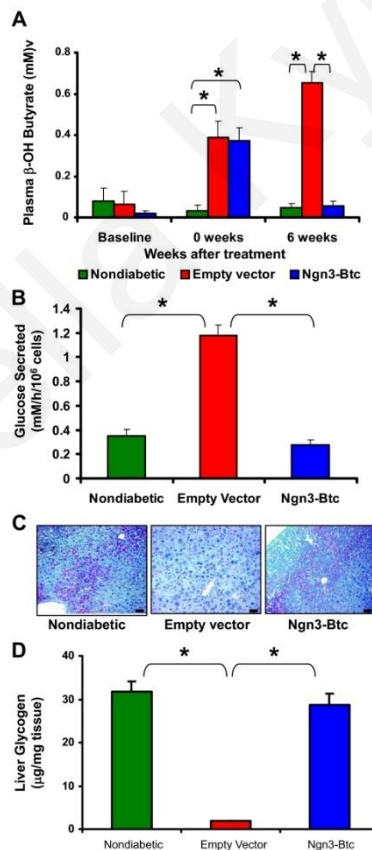 A
Plasma β-OH Butyrate (mM)v
0.8
0.6
0.4
0.2
0
*
*
* *
Baseline 0 weeks 6 weeks
Weeks after treatment
Nondiabetic Empty vector Ngn3-Btc
B
Glucose Secreted
(mM/h/10⁶ cells)
1.4
1.2
1
0.8
0.6
0.4
0.2
0
* *
Nondiabetic Empty Vector Ngn3-Btc
C
Nondiabetic Empty vector Ngn3-Btc
D
Liver Glycogen
(µg/mg tissue)
40
30
20
10
0
* *
Nondiabetic Empty Vector Ngn3-Btc